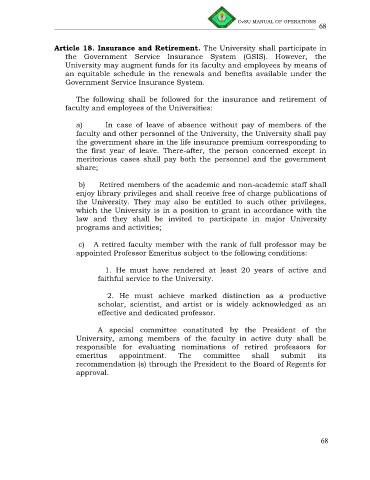 CvSU MANUAL OF OPERATIONS
68
Article 18. Insurance and Retirement. The University shall participate in
the Government Service Insurance System (GSIS). However, the
University may augment funds for its faculty and employees by means of
an equitable schedule in the renewals and benefits available under the
Government Service Insurance System.
The following shall be followed for the insurance and retirement of
faculty and employees of the Universities:
a) In case of leave of absence without pay of members of the
faculty and other personnel of the University, the University shall pay
the government share in the life insurance premium corresponding to
the first year of leave. There-after, the person concerned except in
meritorious cases shall pay both the personnel and the government
share;
b) Retired members of the academic and non-academic staff shall
enjoy library privileges and shall receive free of charge publications of
the University. They may also be entitled to such other privileges,
which the University is in a position to grant in accordance with the
law and they shall be invited to participate in major University
programs and activities;
c) A retired faculty member with the rank of full professor may be
appointed Professor Emeritus subject to the following conditions:
1. He must have rendered at least 20 years of active and
faithful service to the University.
2. He must achieve marked distinction as a productive
scholar, scientist, and artist or is widely acknowledged as an
effective and dedicated professor.
A special committee constituted by the President of the
University, among members of the faculty in active duty shall be
responsible for evaluating nominations of retired professors for
emeritus appointment. The committee shall submit its
recommendation (s) through the President to the Board of Regents for
approval.
68